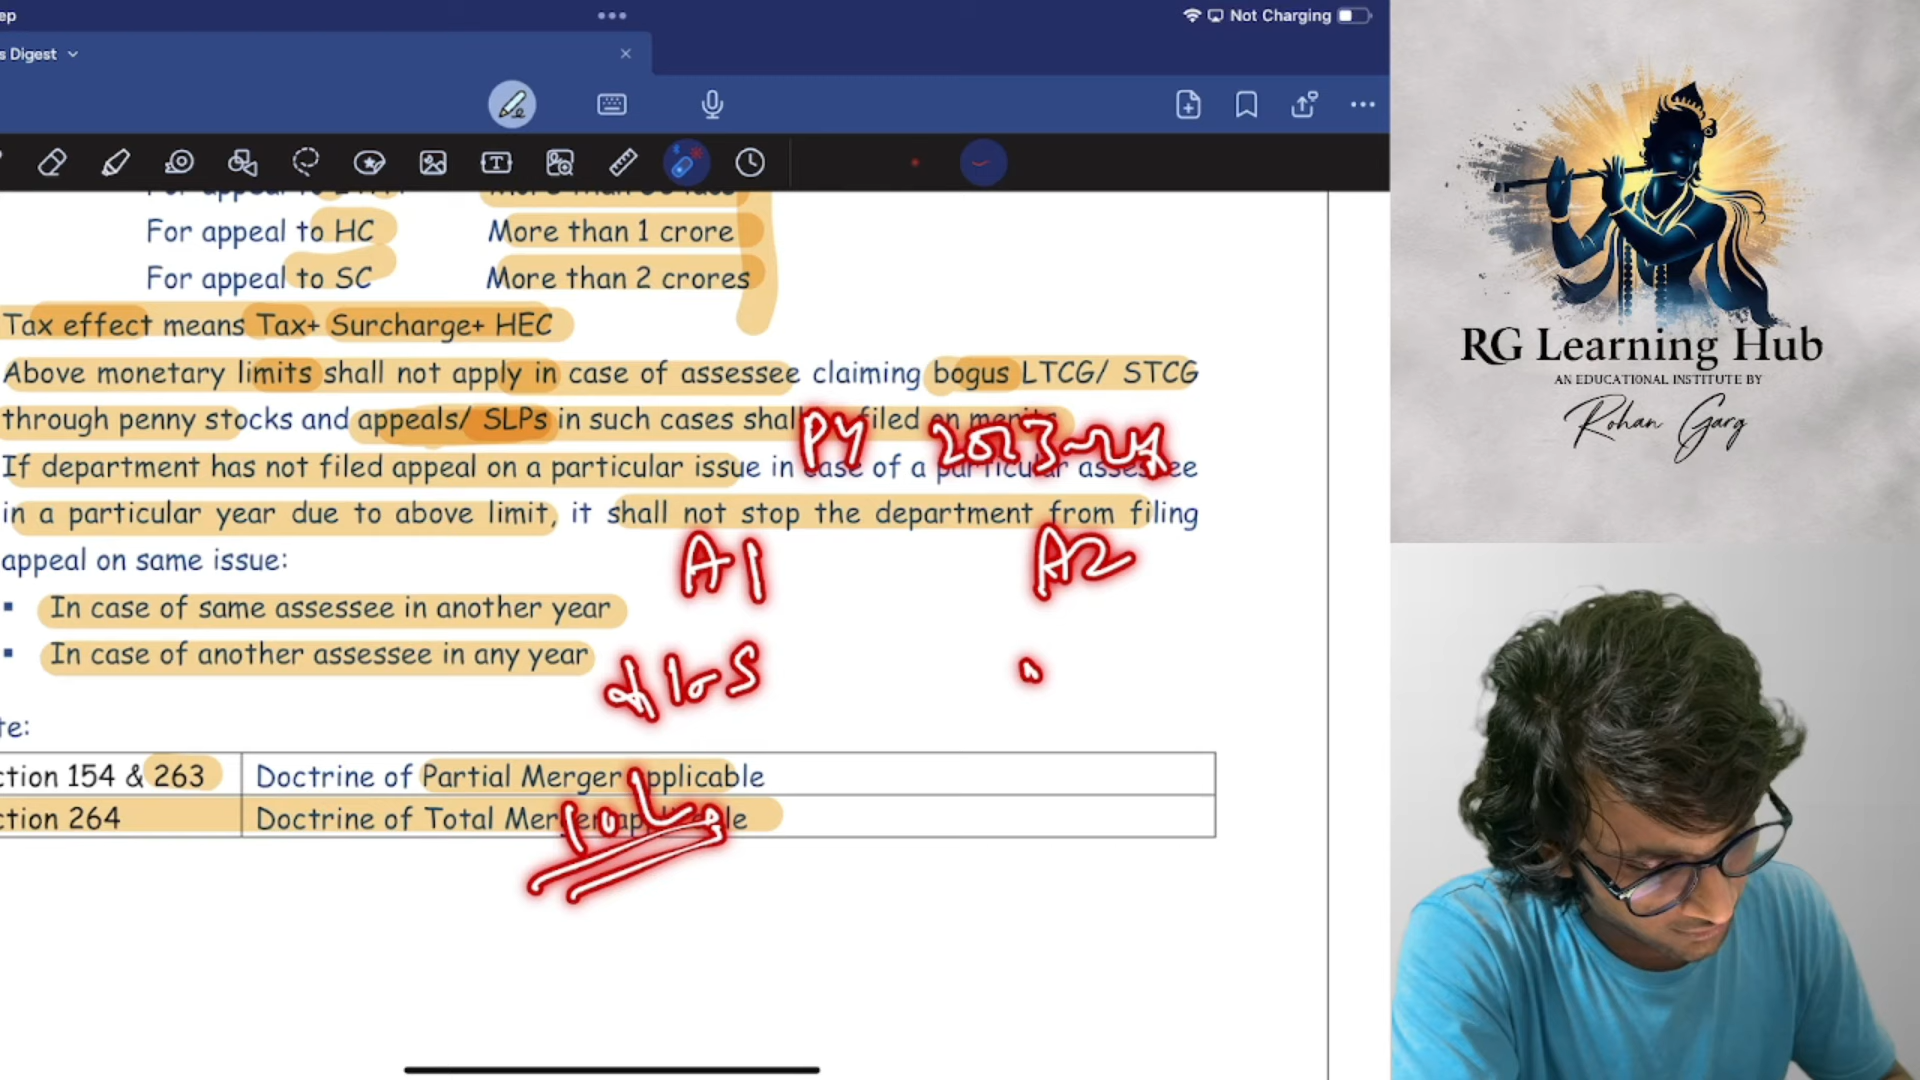 ep
Not Charging
s Digest
For appeal to HC More than 1 crore
For appeal to SC More than 2 crores
Tax effect means Tax+ Surcharge+ HEC
Above monetary limits shall not apply in case of assessee claiming bogus LTCG/ STCG
through penny stocks and appeals/ SLPs in such cases shall filed on merits
PY 2023-24
If department has not filed appeal on a particular issue in case of a particular assessee
in a particular year due to above limit, it shall not stop the department from filing
appeal on same issue:
A1 A2
▪ In case of same assessee in another year
▪ In case of another assessee in any year
te:
ction 154 & 263 Doctrine of Partial Merger applicable
ction 264 Doctrine of Total Merger applicable
10L
RG Learning Hub
AN EDUCATIONAL INSTITUTE BY
Rohan Garg